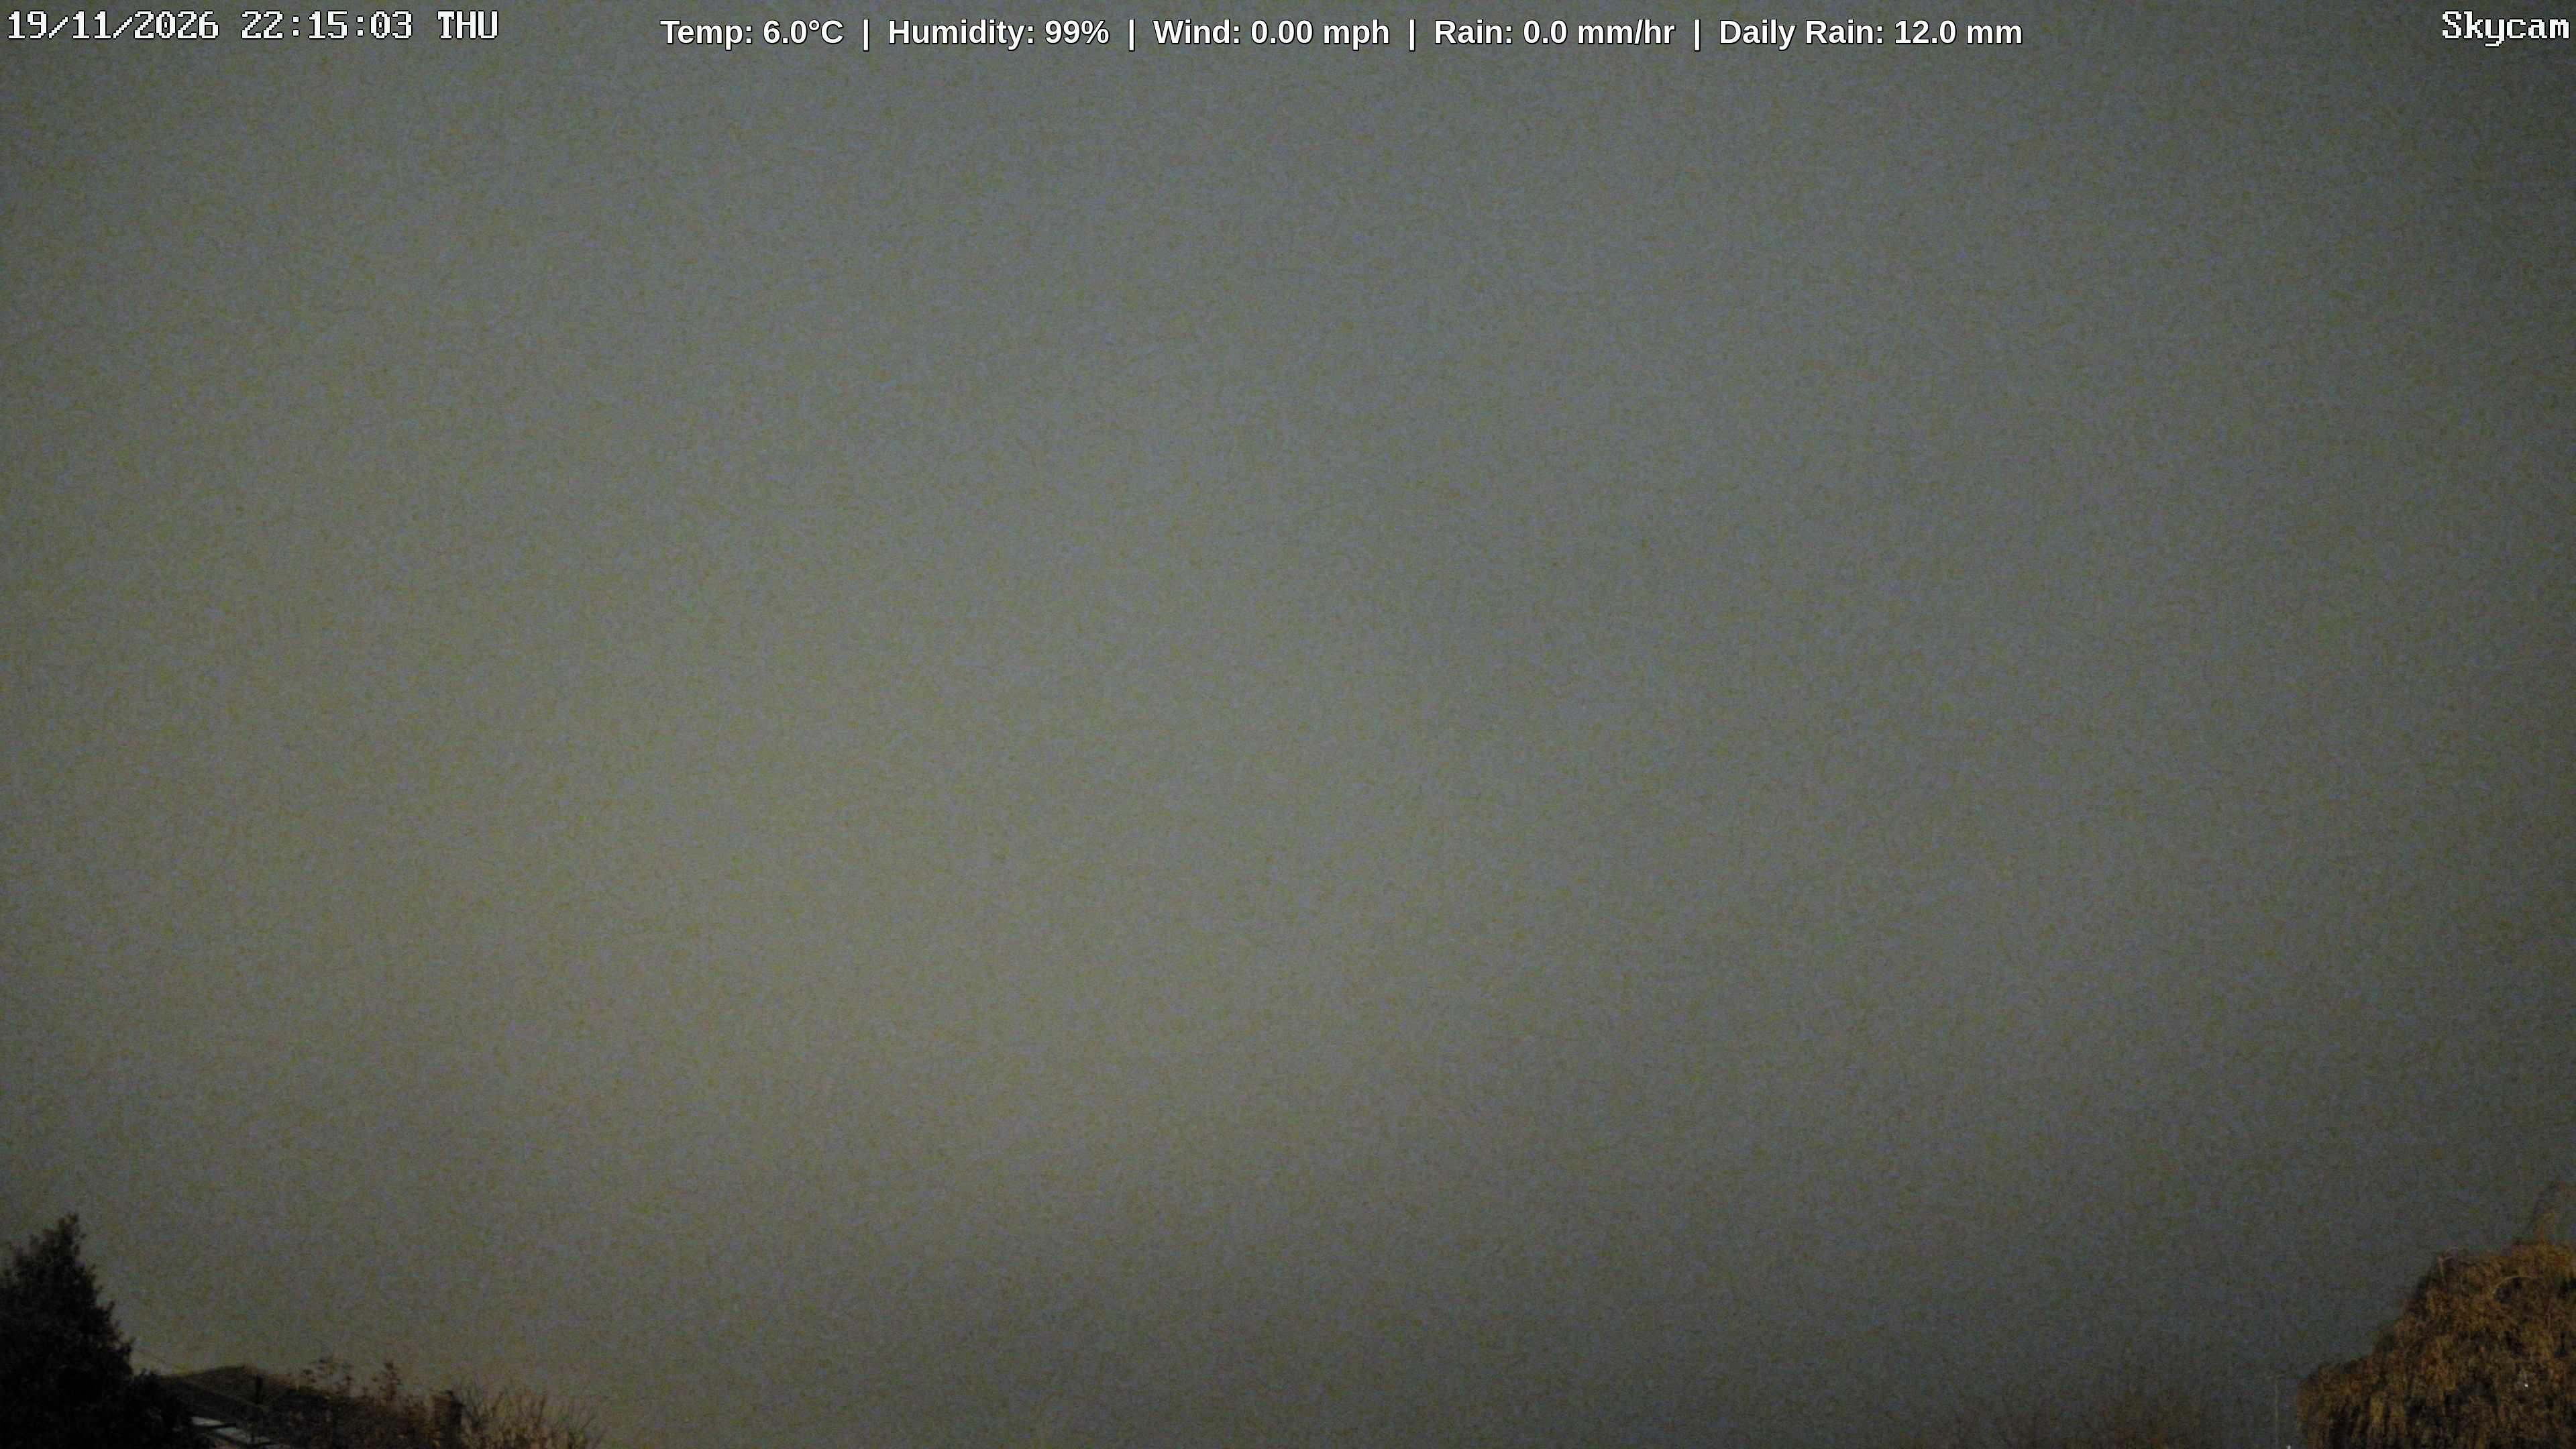 19/11/2026 22:15:03 THU
Temp: 6.0°C | Humidity: 99% | Wind: 0.00 mph | Rain: 0.0 mm/hr | Daily Rain: 12.0 mm
Skycam